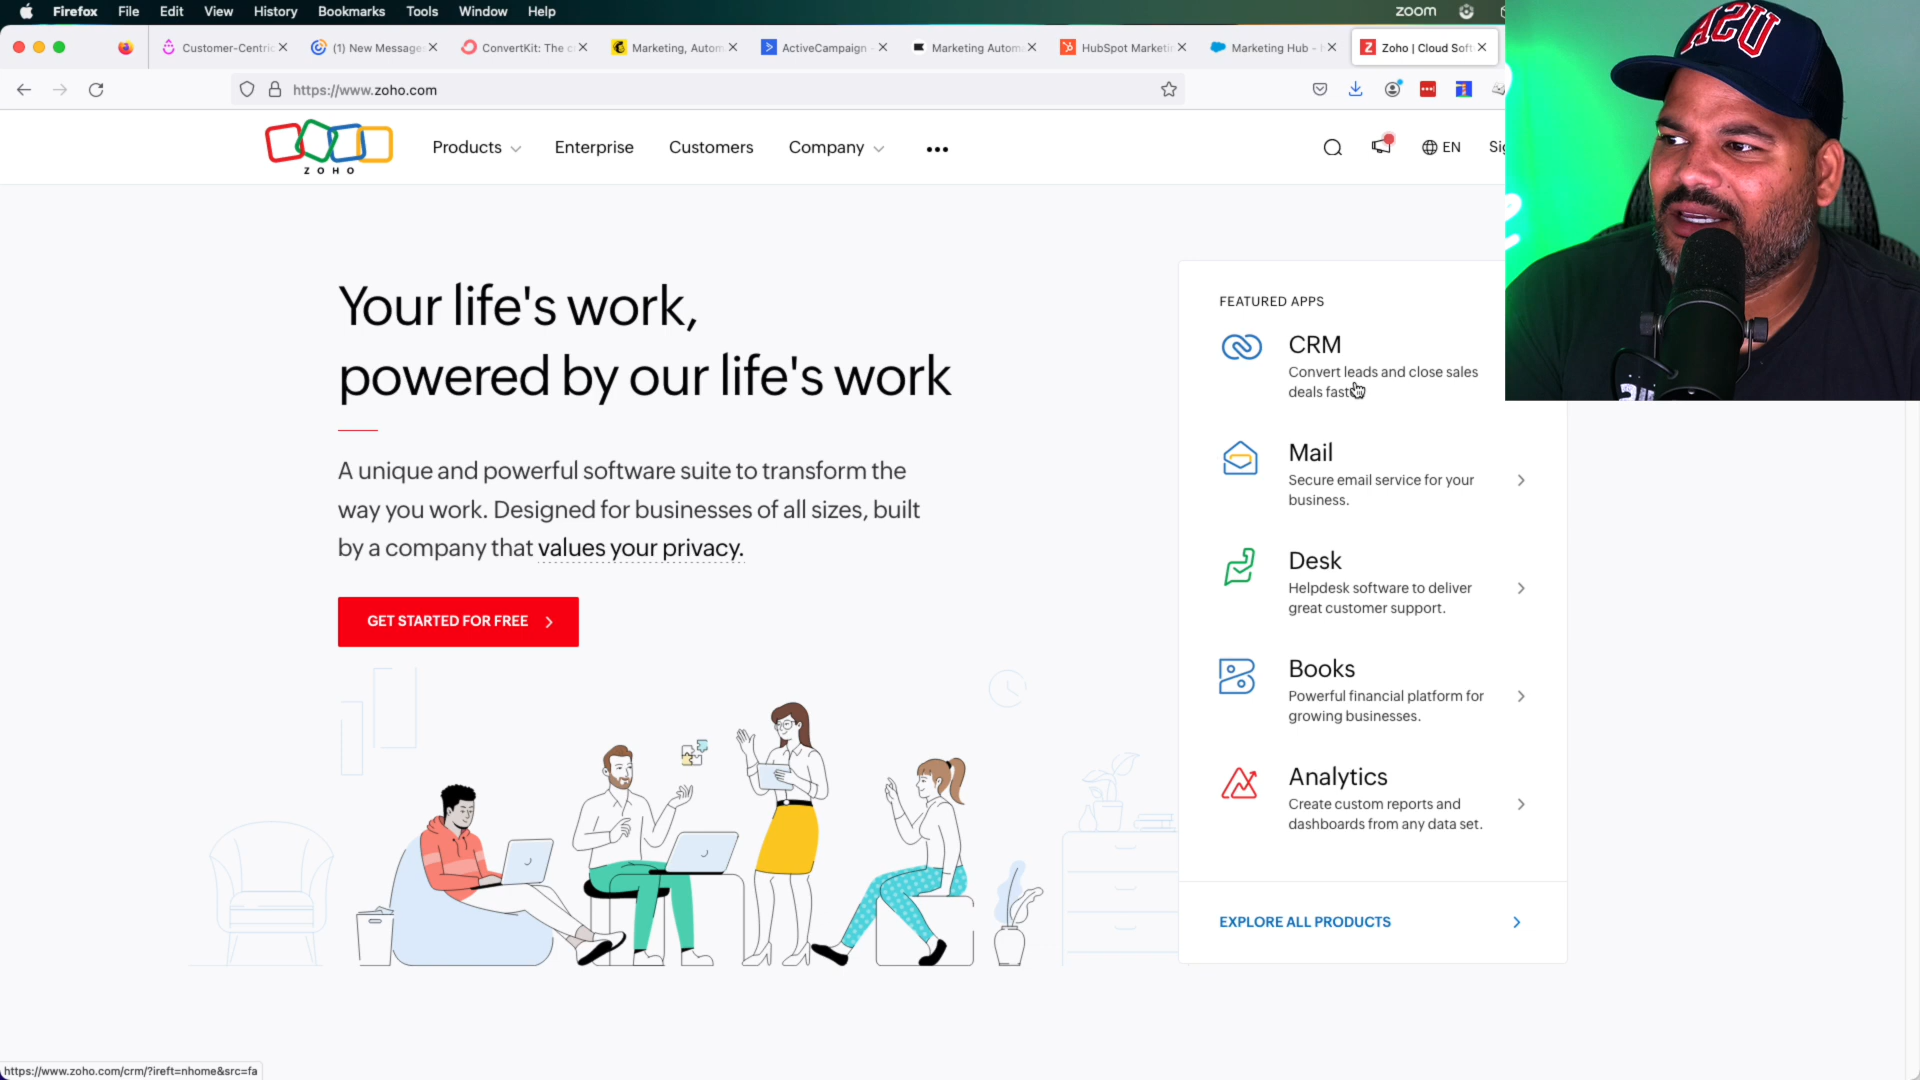 Firefox File Edit View History Bookmarks Tools Window Help zoom
Customer-Centric (1) New Message ConvertKit: The c Marketing, Autom ActiveCampaign - Marketing Autom HubSpot Marketi Marketing Hub - Zoho | Cloud Soft
https://www.zoho.com
ZOHO
Products Enterprise Customers Company ••• EN
FEATURED APPS
Your life's work,
powered by our life's work
A unique and powerful software suite to transform the
way you work. Designed for businesses of all sizes, built
by a company that values your privacy.
GET STARTED FOR FREE
CRM
Convert leads and close sales
deals
Mail
Secure email service for your
business.
Desk
Helpdesk software to deliver
great customer support.
Books
Powerful financial platform for
growing businesses.
Analytics
Create custom reports and
dashboards from any data set.
EXPLORE ALL PRODUCTS
https://www.zoho.com/crm/?ireft=nhome&src=fa